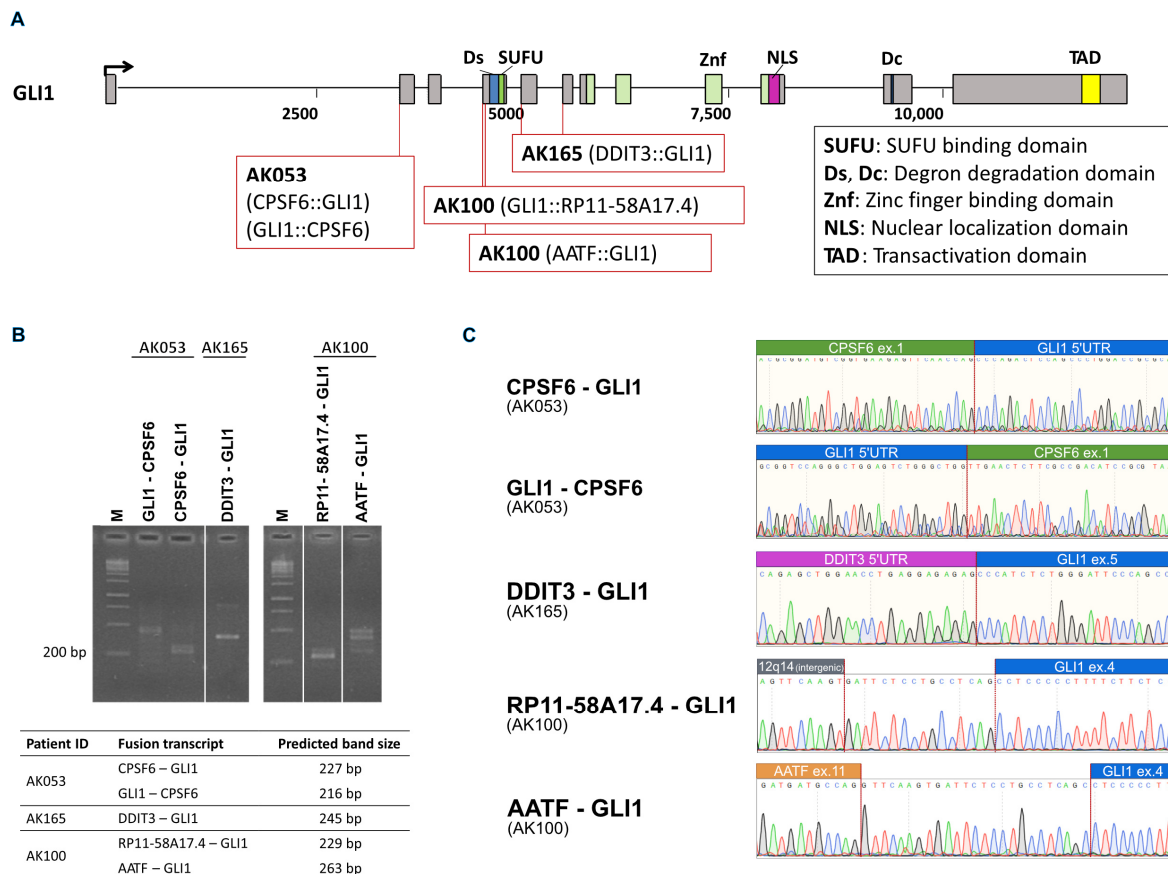 A
Ds SUFU Znf NLS Dc TAD
GLI1
2500 5000 7,500 10,000
AK053
(CPSF6::GLI1)
(GLI1::CPSF6)
AK165 (DDIT3::GLI1)
AK100 (GLI1::RP11-58A17.4)
AK100 (AATF::GLI1)
SUFU: SUFU binding domain
Ds, Dc: Degron degradation domain
Znf: Zinc finger binding domain
NLS: Nuclear localization domain
TAD: Transactivation domain
B
AK053 AK165 AK100
M
GLI1 - CPSF6
CPSF6 - GLI1
DDIT3 - GLI1
M
RP11- 58A17.4 - GLI1
AATF - GLI1
200 bp
Patient ID Fusion transcript Predicted band size
AK053
CPSF6 – GLI1 227 bp
GLI1 – CPSF6 216 bp
AK165 DDIT3 – GLI1 245 bp
AK100
RP11-58A17.4 – GLI1 229 bp
AATF – GLI1 263 bp
C
CPSF6 - GLI1
(AK053)
CPSF6 ex.1 GLI1 5'UTR
ACGCGGATGTCGGCGAAGAGTTCAACCAGCCCAGACTCCAGCCCTGGACCGCGC
GLI1 - CPSF6
(AK053)
GLI1 5'UTR CPSF6 ex.1
GCGGTCCAGGGCTGGAGTCTGGGCTGGTTGAACTCTTCGCCGACATCCGCGTA
DDIT3 - GLI1
(AK165)
DDIT3 5'UTR GLI1 ex.5
CAGAGCTGGAACCTGAGGAGAGAGCCCATCTCTGGGATTCCCAGCC
RP11-58A17.4 - GLI1
(AK100)
12q14 (intergenic) GLI1 ex.4
AGTTCAAGTGATTCTCCTGCCTCAGCCTCCCCCTTTTCTTCTC
AATF - GLI1
(AK100)
AATF ex.11 GLI1 ex.4
GATGATGCCAGGTTCAAGTGATTCTCCTGCCTCAGCCTCCCCCT